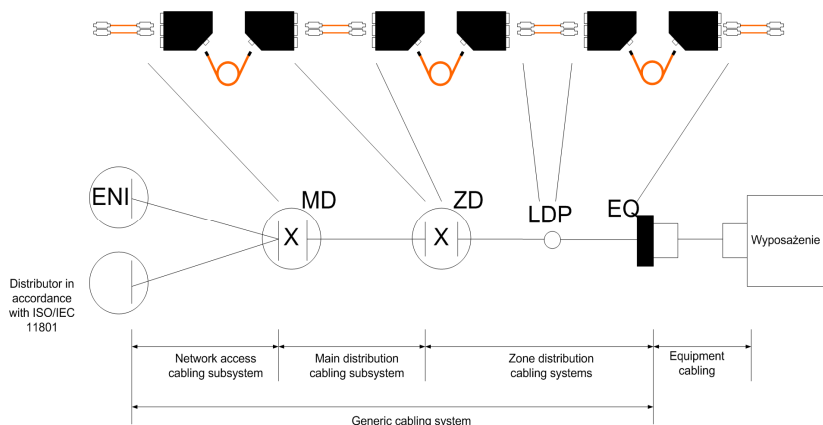 ENI
MD
ZD
LDP
EQ
X
X
Wyposażenie
Distributor in
accordance
with ISO/IEC
11801
Network access
cabling subsystem
Main distribution
cabling subsystem
Zone distribution
cabling systems
Equipment
cabling
Generic cabling system